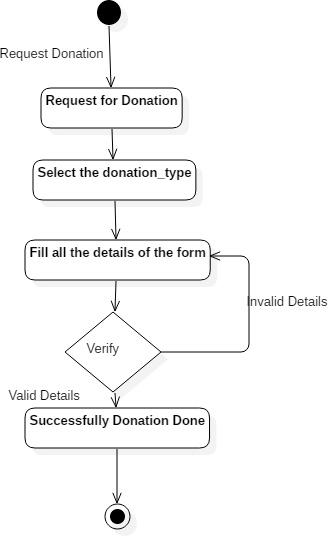 Request Donation
Request for Donation
Select the donation_type
Fill all the details of the form
Invalid Details
Verify
Valid Details
Successfully Donation Done